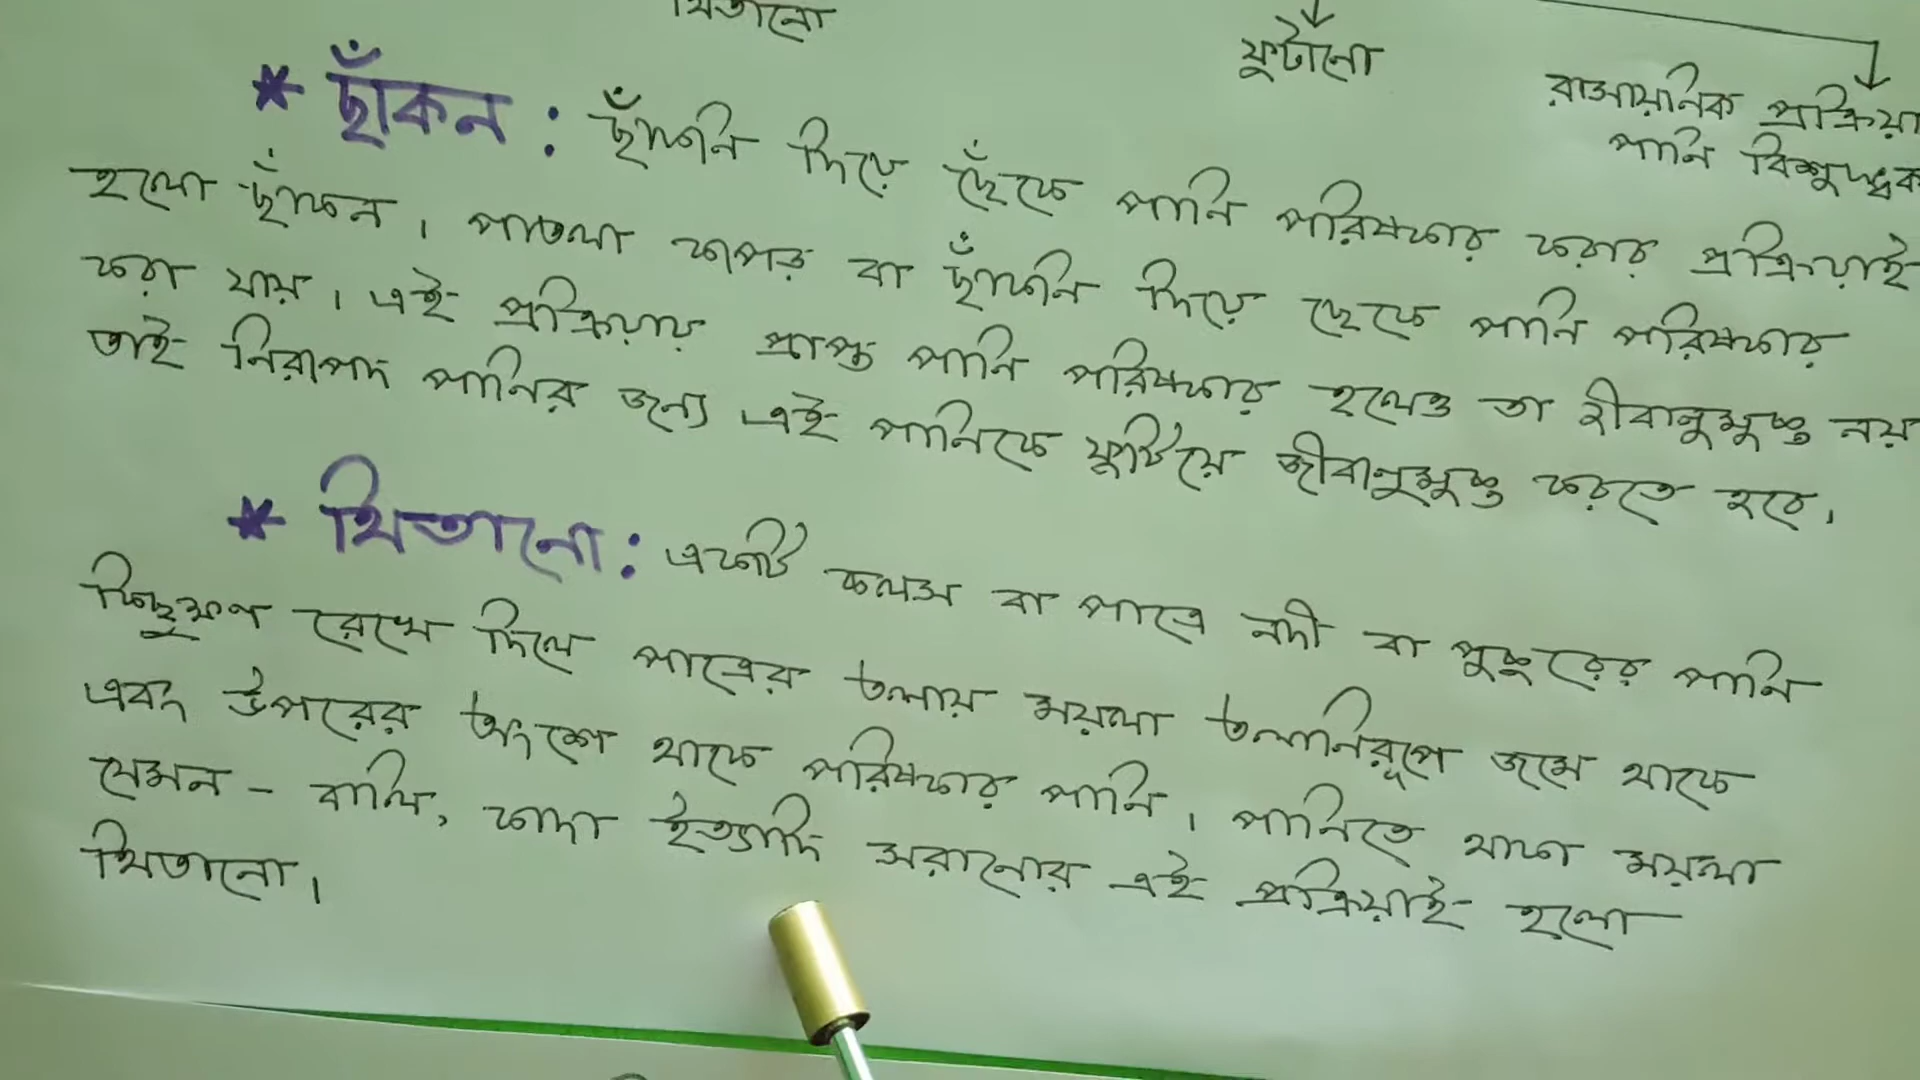 থিতানো
ফুটানো
রাসায়নিক প্রক্রিয়া
পানি বিশুদ্ধক
* ছাঁকন : ছাঁকনি দিয়ে ছেঁকে পানি পরিষ্কার করার প্রক্রিয়াই
হলো ছাঁকন। পাতলা কাপড় বা ছাঁকনি দিয়ে ছেকে পানি পরিষ্কার
করা যায়। এই প্রক্রিয়ায় প্রাপ্ত পানি পরিষ্কার হলেও তা জীবানুমুক্ত নয়
তাই নিরাপদ পানির জন্যে এই পানিকে ফুটিয়ে জীবানুমুক্ত করতে হবে।
* থিতানো : একটি কলস বা পাত্রে নদী বা পুকুরের পানি
কিছুক্ষণ রেখে দিলে পাত্রের তলায় ময়লা তলানিরূপে জমে থাকে
এবং উপরের অংশে থাকে পরিষ্কার পানি। পানিতে থাকা ময়লা
যেমন - বালি, কাদা ইত্যাদি সরানোর এই প্রক্রিয়াই হলো
থিতানো।